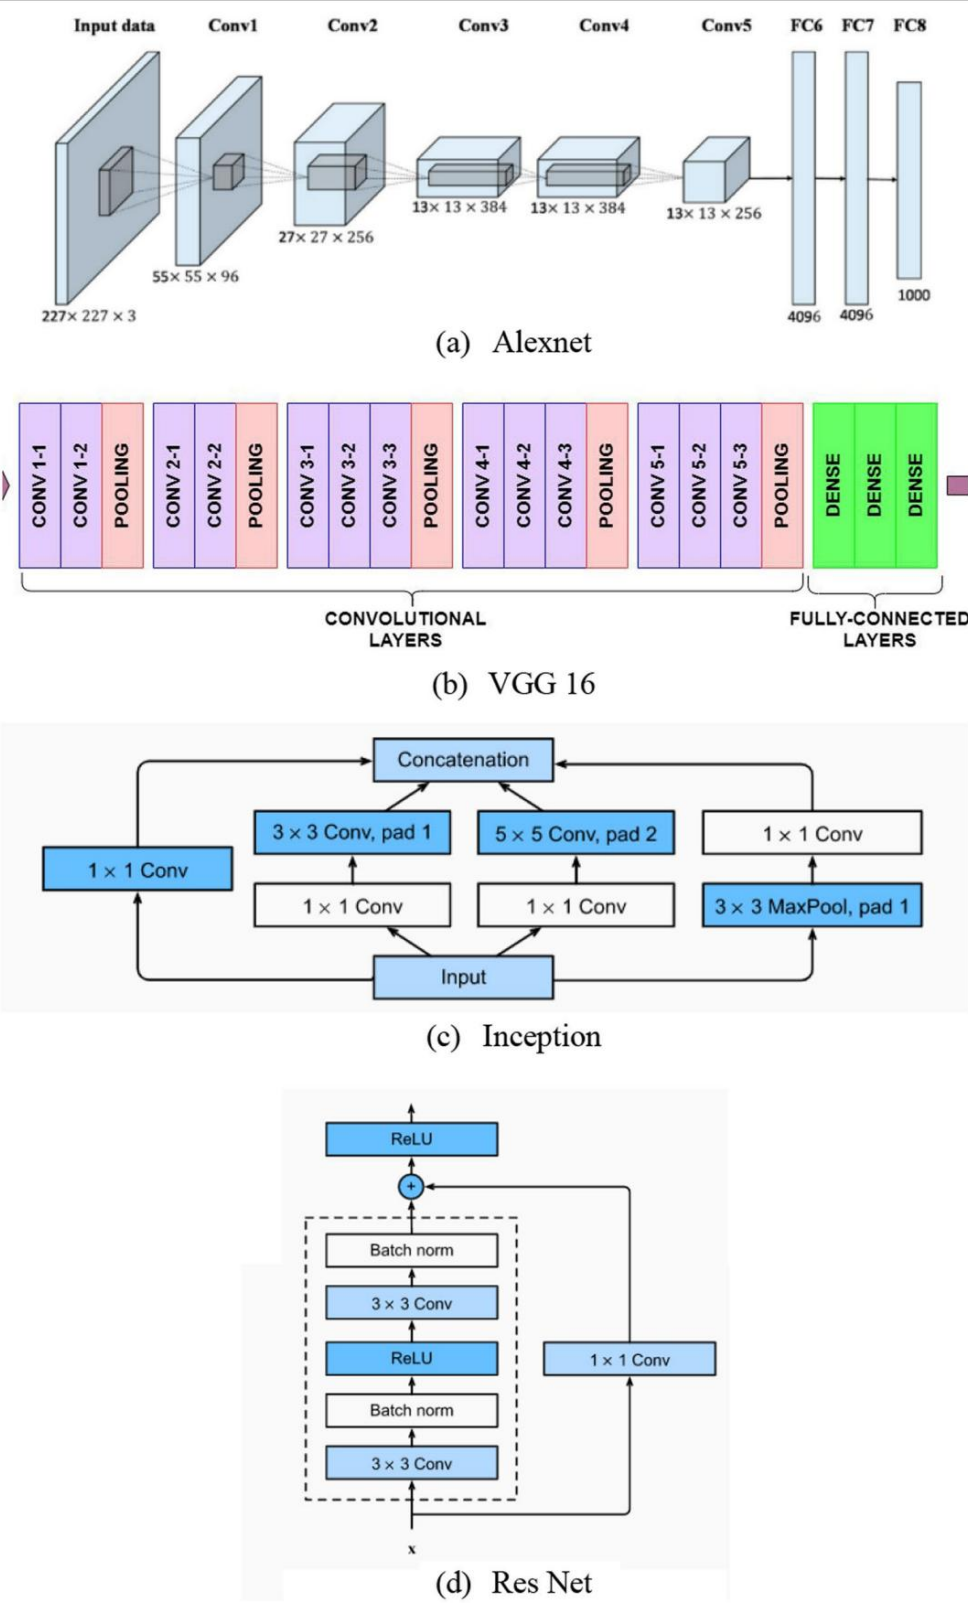 Input data Conv1 Conv2 Conv3 Conv4 Conv5 FC6 FC7 FC8
227× 227 × 3
55× 55 × 96
27× 27 × 256
13× 13 × 384
13× 13 × 384
13× 13 × 256
4096
4096
1000
(a) Alexnet
CONV 1-1
CONV 1-2
POOLING
CONV 2-1
CONV 2-2
POOLING
CONV 3-1
CONV 3-2
CONV 3-3
POOLING
CONV 4-1
CONV 4-2
CONV 4-3
POOLING
CONV 5-1
CONV 5-2
CONV 5-3
POOLING
DENSE
DENSE
DENSE
CONVOLUTIONAL
LAYERS
FULLY-CONNECTED
LAYERS
(b) VGG 16
Concatenation
3 × 3 Conv, pad 1
5 × 5 Conv, pad 2
1 × 1 Conv
1 × 1 Conv
1 × 1 Conv
1 × 1 Conv
3 × 3 MaxPool, pad 1
Input
(c) Inception
ReLU
+
Batch norm
3 × 3 Conv
ReLU
1 × 1 Conv
Batch norm
3 × 3 Conv
x
(d) Res Net